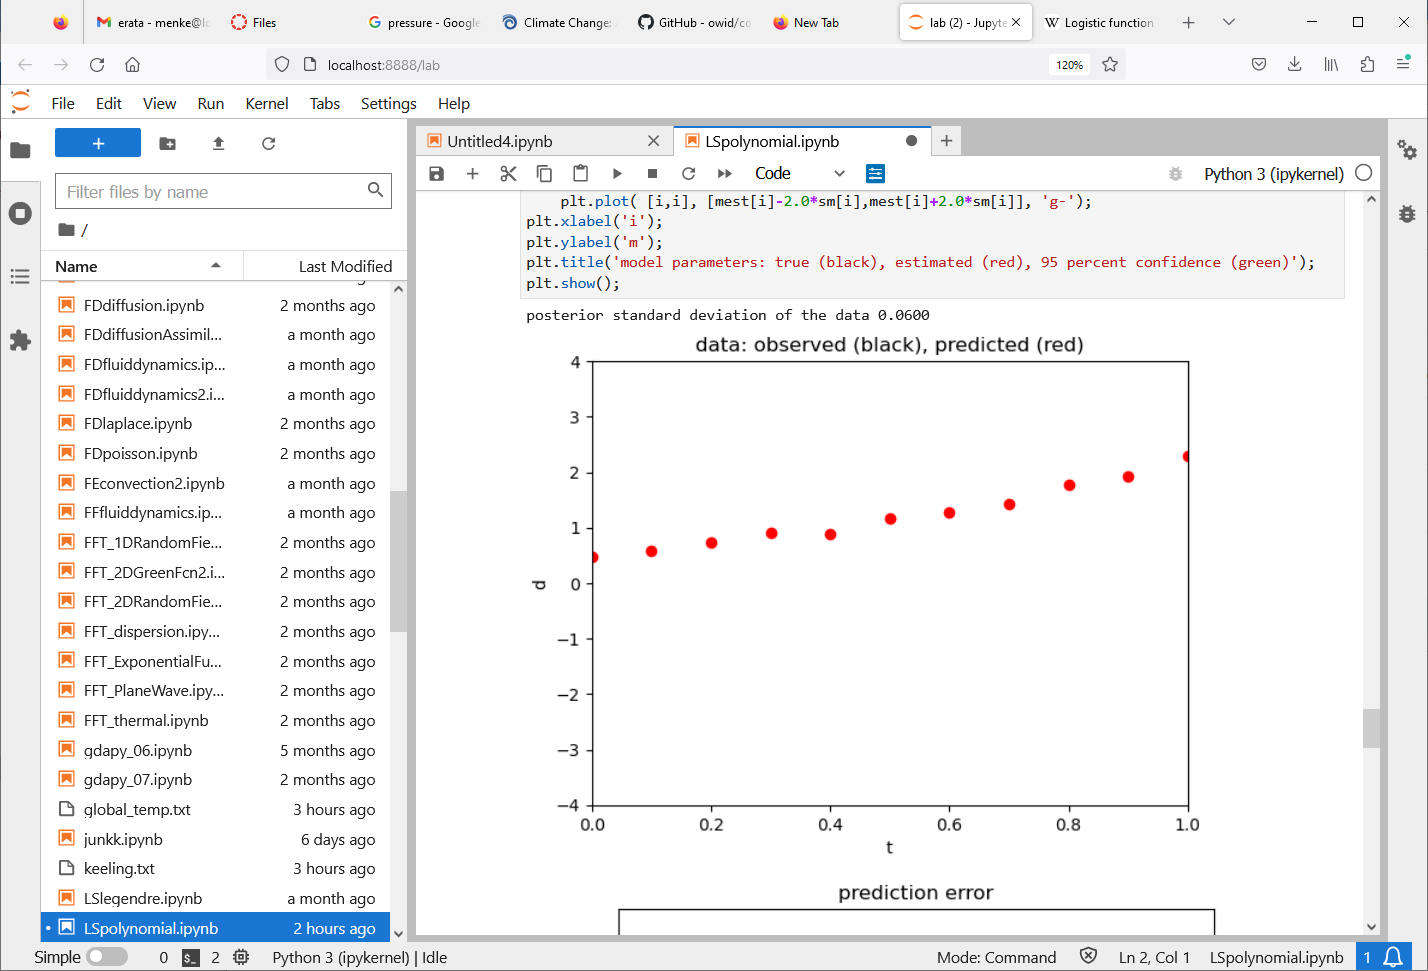 erata - menke@lo
Files
pressure - Google
Climate Change:
GitHub - owid/co
New Tab
lab (2) - Jupyte
Logistic function
localhost:8888/lab
120%
File Edit View Run Kernel Tabs Settings Help
+
Filter files by name
/
Name Last Modified
FDdiffusion.ipynb 2 months ago
FDdiffusionAssimil... a month ago
FDfluiddynamics.ip... a month ago
FDfluiddynamics2.i... a month ago
FDlaplace.ipynb 2 months ago
FDpoisson.ipynb 2 months ago
FEconvection2.ipynb a month ago
FFfluiddynamics.ip... a month ago
FFT_1DRandomFie... 2 months ago
FFT_2DGreenFcn2.i... 2 months ago
FFT_2DRandomFie... 2 months ago
FFT_dispersion.ipy... 2 months ago
FFT_ExponentialFu... 2 months ago
FFT_PlaneWave.ipy... 2 months ago
FFT_thermal.ipynb 2 months ago
gdapy_06.ipynb 5 months ago
gdapy_07.ipynb 2 months ago
global_temp.txt 3 hours ago
junkk.ipynb 6 days ago
keeling.txt 3 hours ago
LSlegendre.ipynb a month ago
LSpolynomial.ipynb 2 hours ago
Untitled4.ipynb
LSpolynomial.ipynb
Code
Python 3 (ipykernel)
plt.plot( [i,i], [mest[i]-2.0*sm[i],mest[i]+2.0*sm[i]], 'g-');
plt.xlabel('i');
plt.ylabel('m');
plt.title('model parameters: true (black), estimated (red), 95 percent confidence (green)');
plt.show();
posterior standard deviation of the data 0.0600
data: observed (black), predicted (red)
4
3
2
1
0
−1
−2
−3
−4
d
0.0 0.2 0.4 0.6 0.8 1.0
t
prediction error
Simple 0 $_ 2 Python 3 (ipykernel) | Idle Mode: Command Ln 2, Col 1 LSpolynomial.ipynb 1